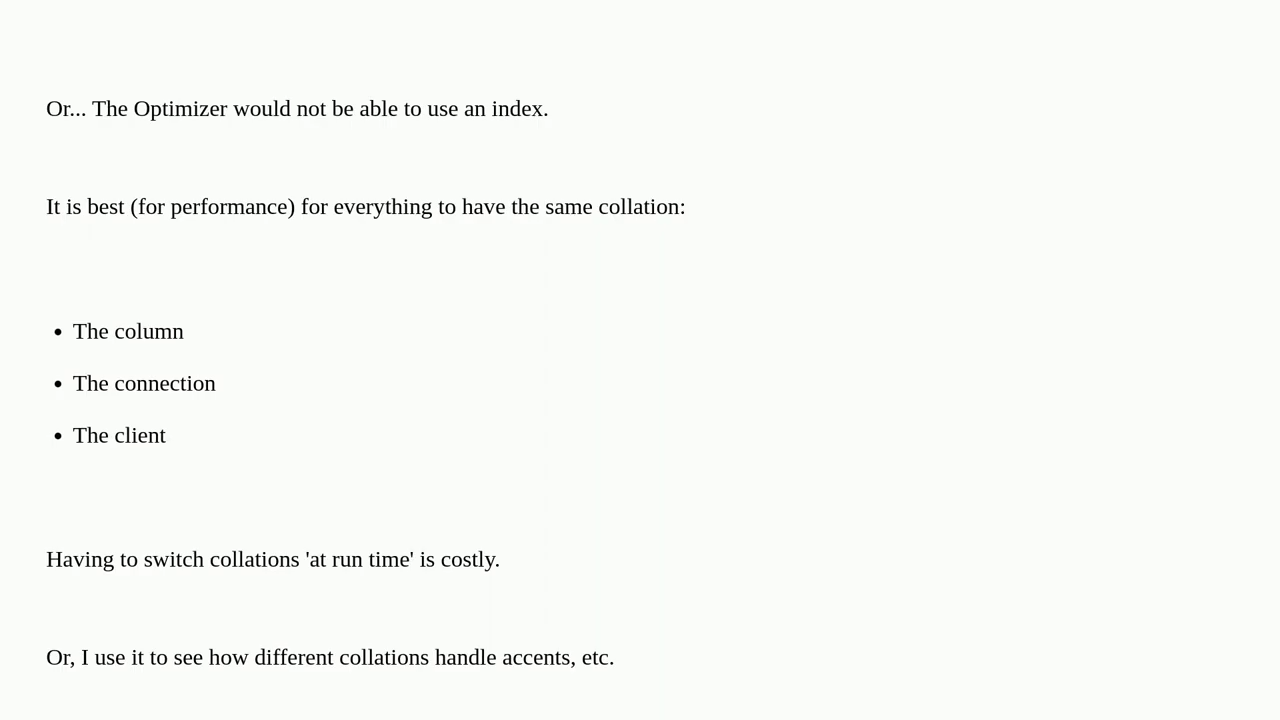 Or... The Optimizer would not be able to use an index.
It is best (for performance) for everything to have the same collation:
• The column
• The connection
• The client
Having to switch collations 'at run time' is costly.
Or, I use it to see how different collations handle accents, etc.